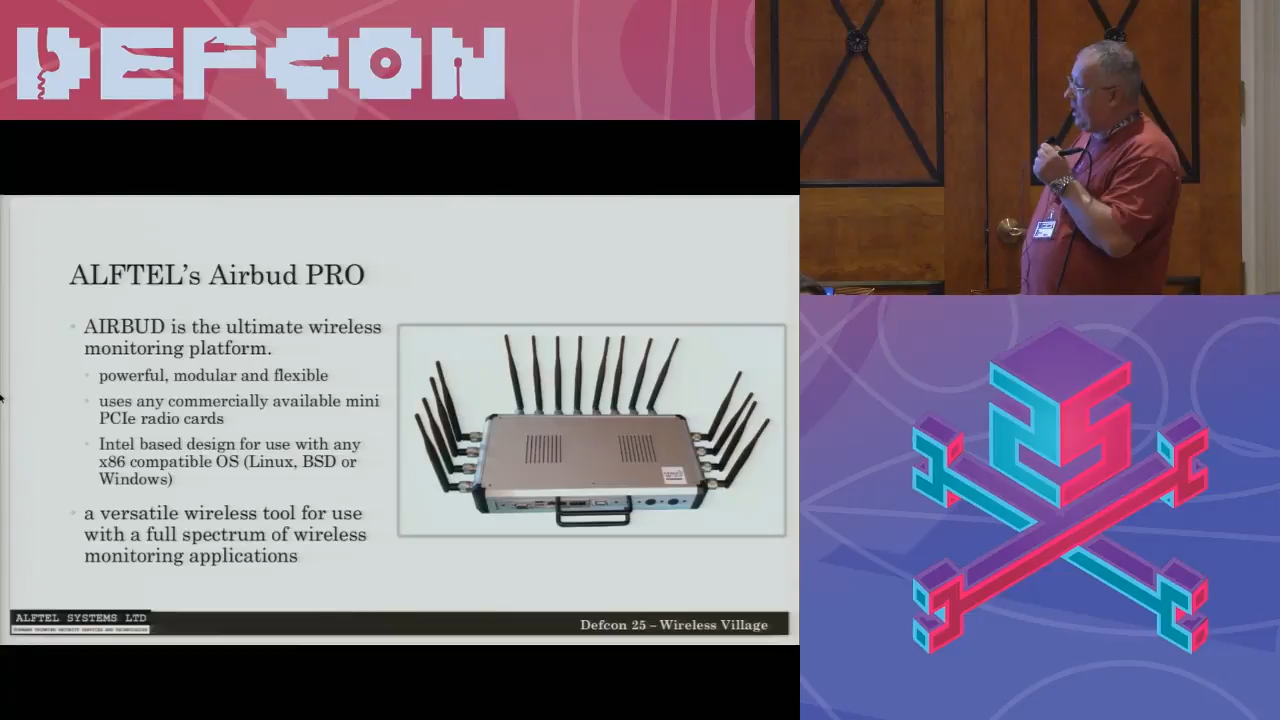 DEFCON
ALFTEL's Airbud PRO
AIRBUD is the ultimate wireless
monitoring platform.
powerful, modular and flexible
uses any commercially available mini
PCIe radio cards
Intel based design for use with any
x86 compatible OS (Linux, BSD or
Windows)
a versatile wireless tool for use
with a full spectrum of wireless
monitoring applications
ALFTEL SYSTEMS LTD
Defcon 25 – Wireless Village